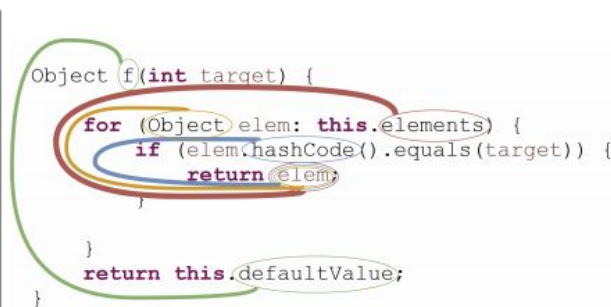 Object f(int target) {
for (Object elem: this.elements) {
if (elem.hashCode().equals(target)) {
return elem;
}
}
return this.defaultValue;
}